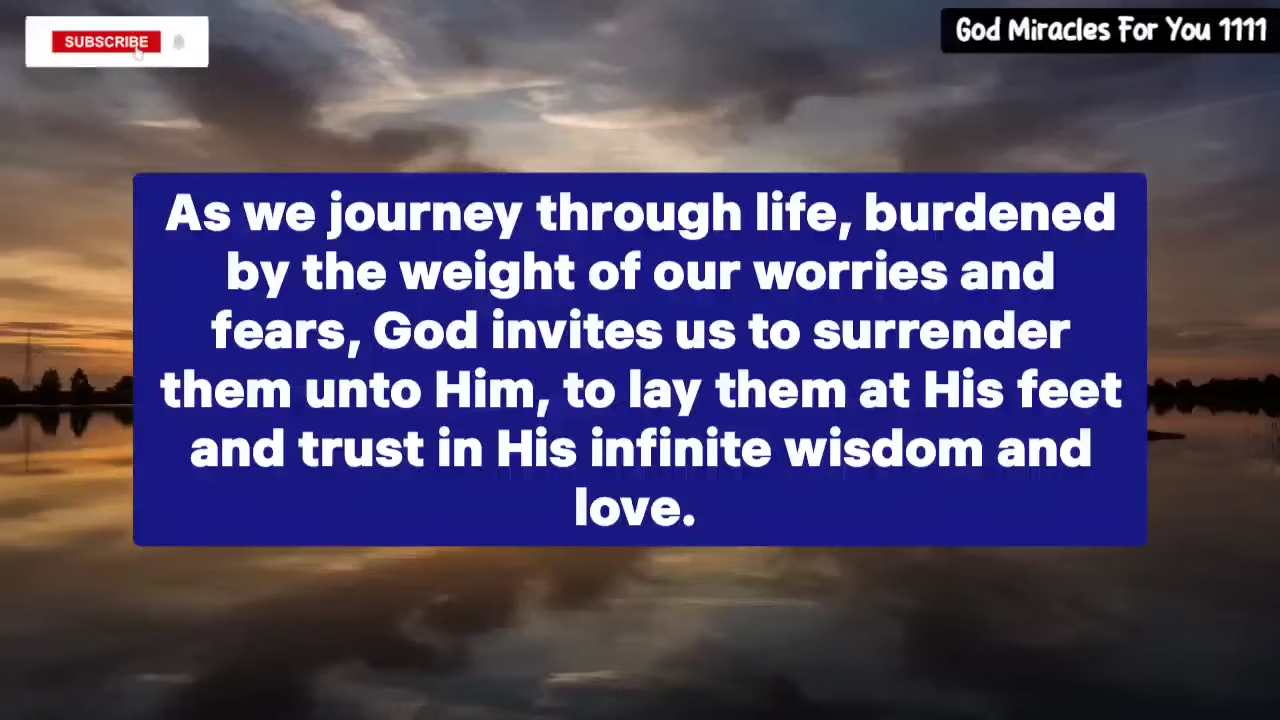 SUBSCRIBE
God Miracles For You 1111
As we journey through life, burdened
by the weight of our worries and
fears, God invites us to surrender
them unto Him, to lay them at His feet
and trust in His infinite wisdom and
love.